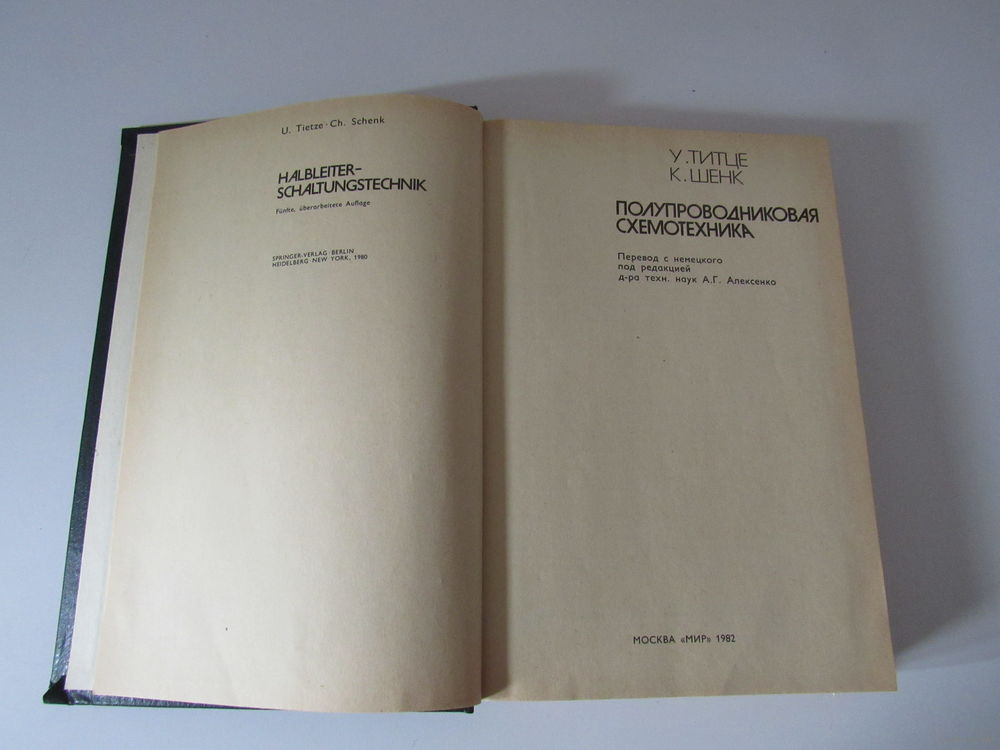 U. Tietze · Ch. Schenk
HALBLEITER-
SCHALTUNGSTECHNIK
Fünfte, überarbeitete Auflage
SPRINGER-VERLAG BERLIN
HEIDELBERG NEW YORK, 1980
У. ТИТЦЕ
К. ШЕНК
ПОЛУПРОВОДНИКОВАЯ
СХЕМОТЕХНИКА
Перевод с немецкого
под редакцией
д-ра техн. наук А.Г. Алексенко
МОСКВА «МИР» 1982